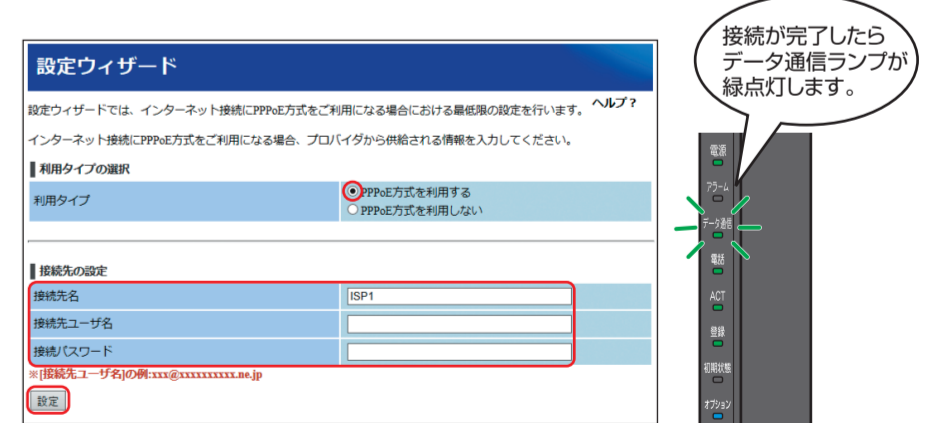 設定ウィザード
設定ウィザードでは、インターネット接続にPPPoE方式をご利用になる場合における最低限の設定を行います。 ヘルプ？
インターネット接続にPPPoE方式をご利用になる場合、プロバイダから供給される情報を入力してください。
利用タイプの選択
利用タイプ
PPPoE方式を利用する
PPPoE方式を利用しない
接続先の設定
接続先名 ISP1
接続先ユーザ名
接続パスワード
※[接続先ユーザ名]の例:xxx@xxxxxxxxxx.ne.jp
設定
接続が完了したら
データ通信ランプが
緑点灯します。
電源
アラーム
データ通信
電話
ACT
登録
初期状態
オプション